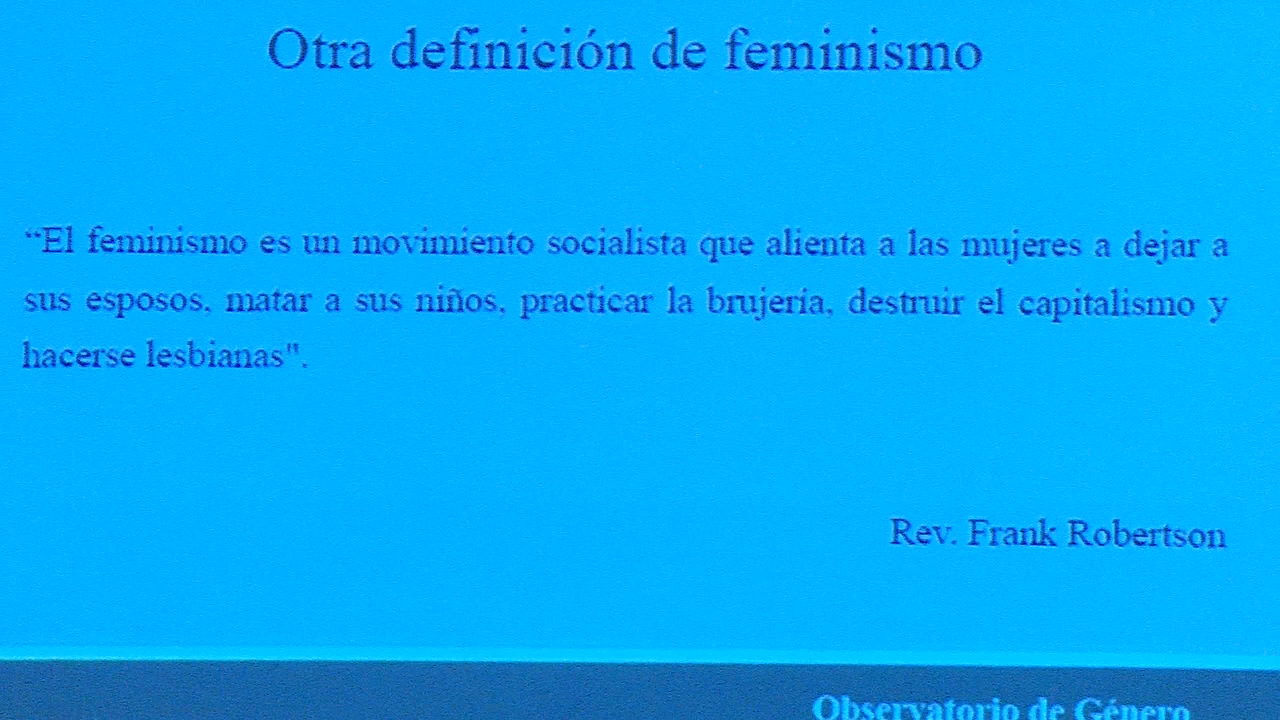 Otra definición de feminismo
“El feminismo es un movimiento socialista que alienta a las mujeres a dejar a
sus esposos, matar a sus niños, practicar la brujería, destruir el capitalismo y
hacerse lesbianas".
Rev. Frank Robertson
Observatorio de Género